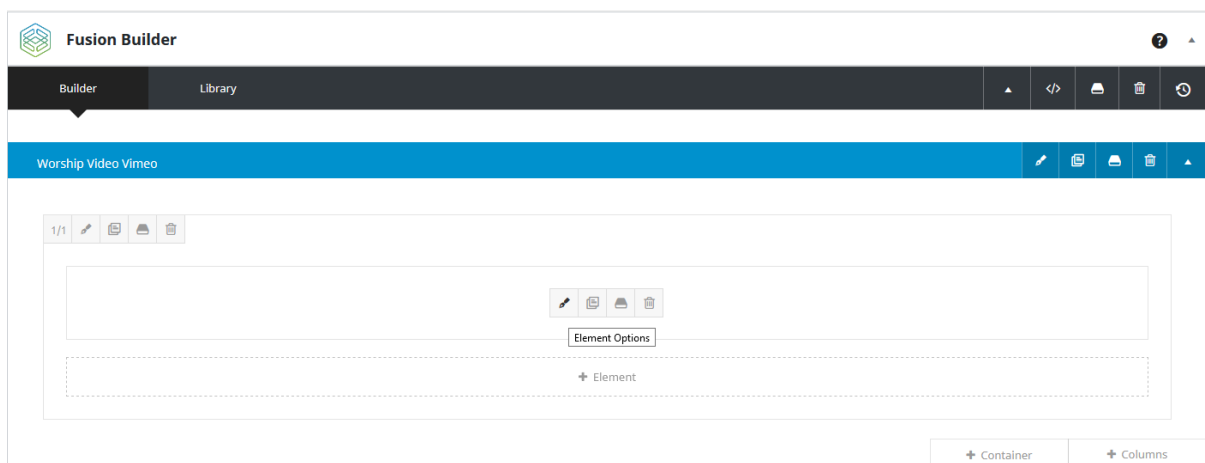 Fusion Builder
Builder
Library
</>
Worship Video Vimeo
1/1
Element Options
+ Element
+ Container
+ Columns